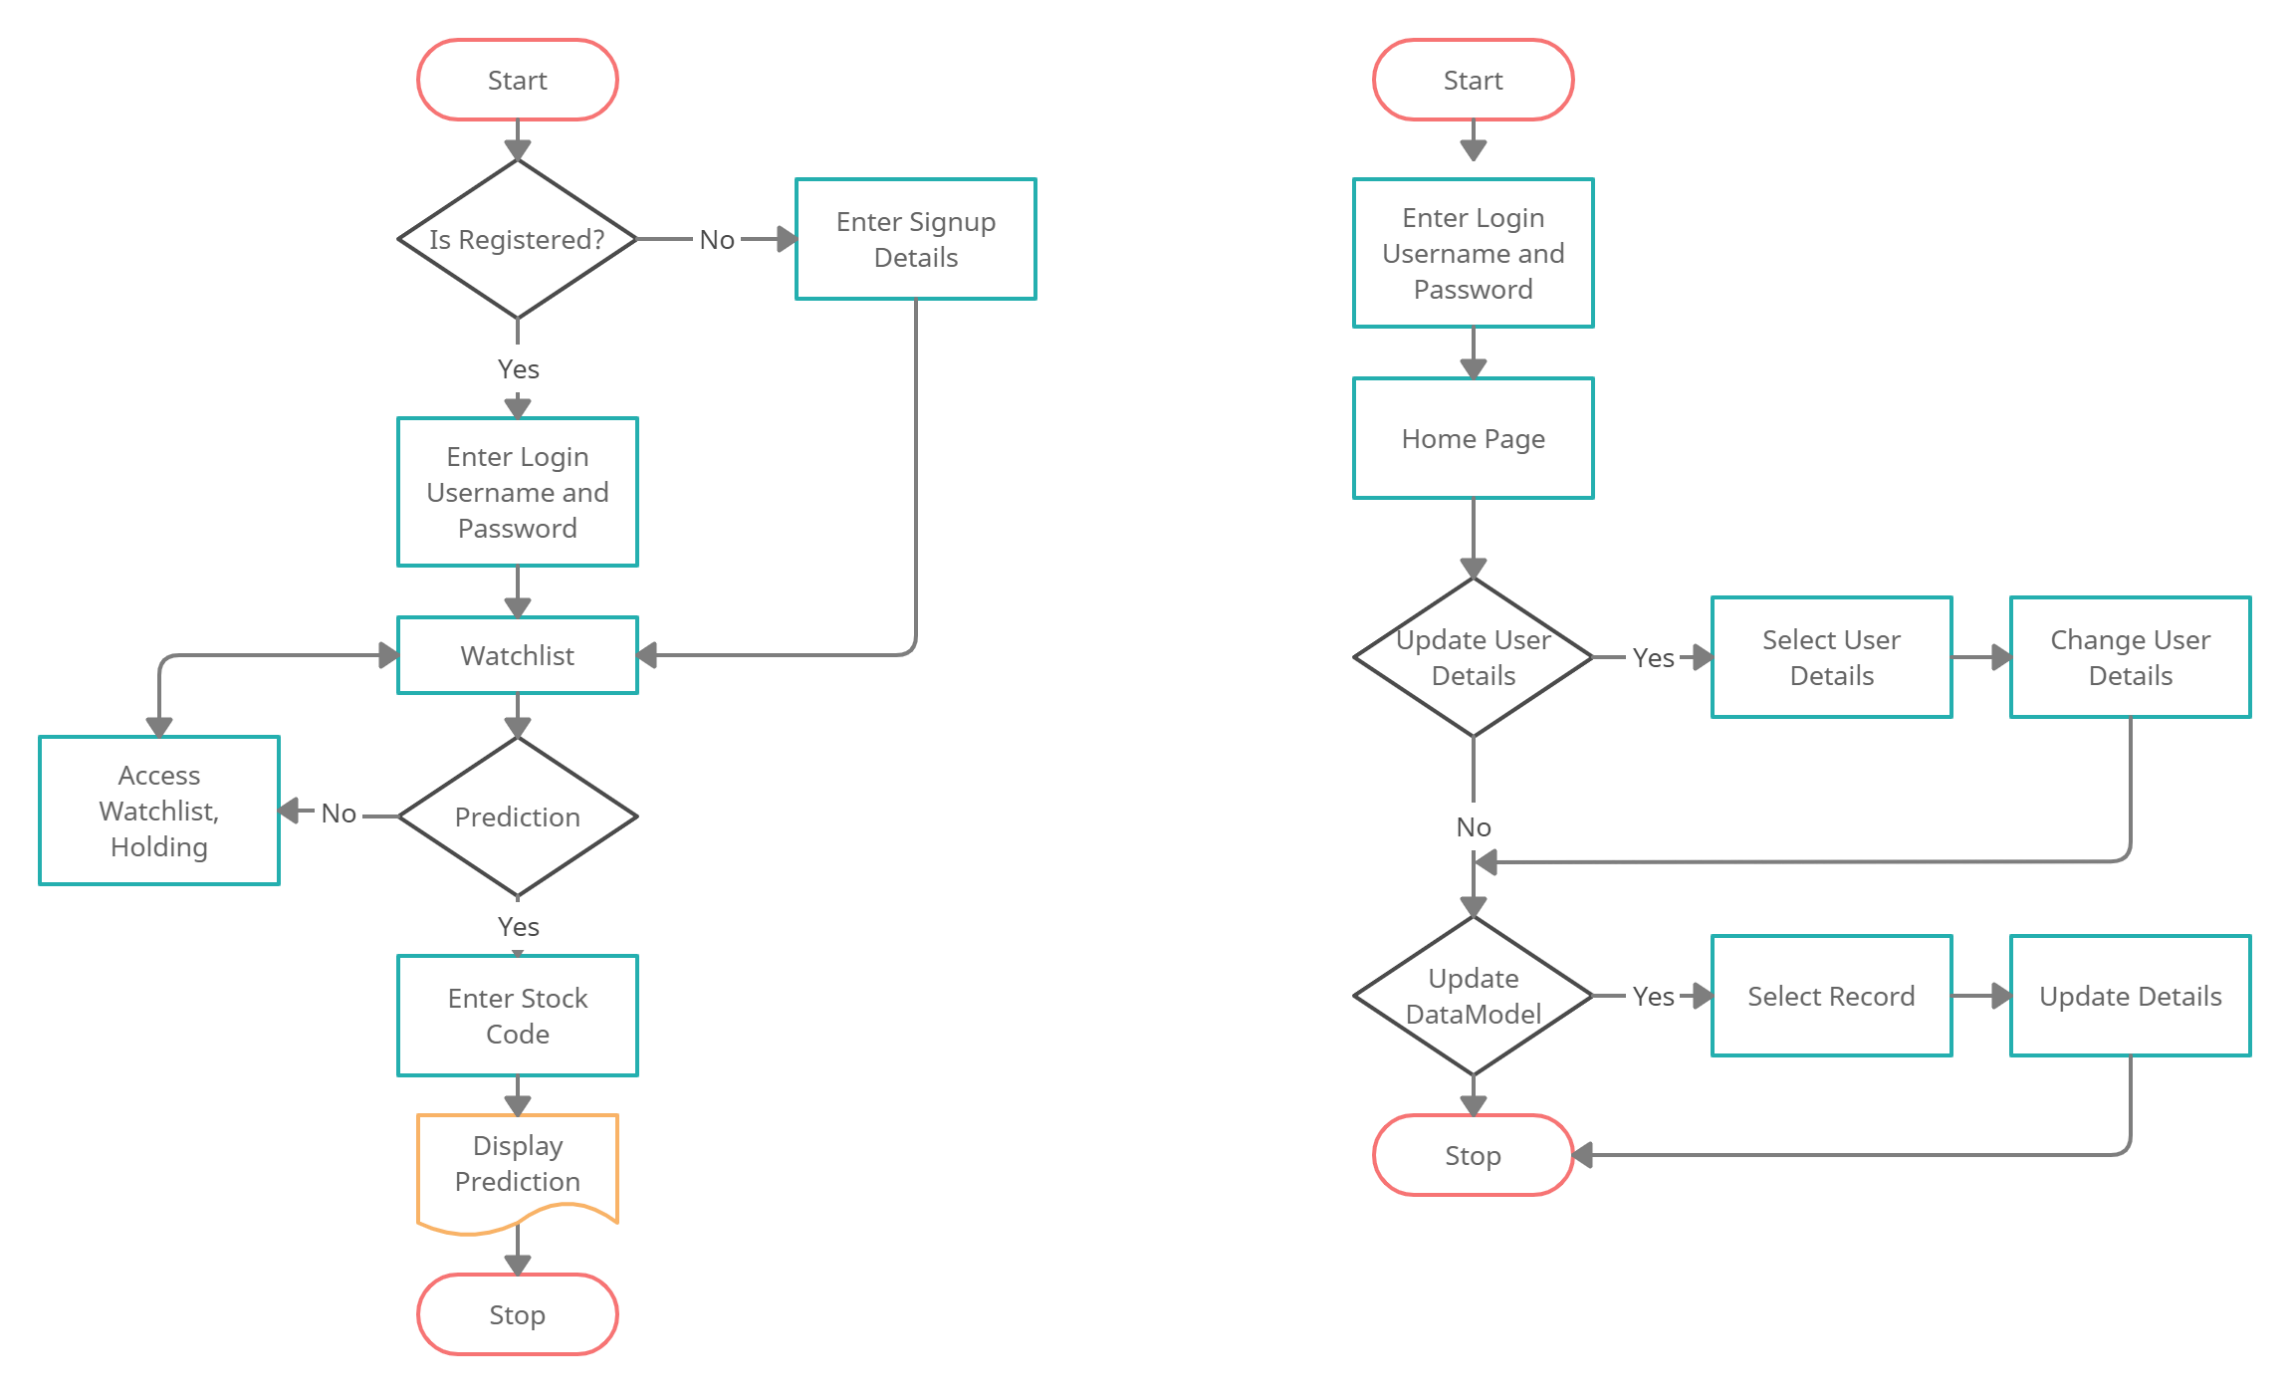 Start
Is Registered?
No
Enter Signup
Details
Yes
Enter Login
Username and
Password
Watchlist
Access
Watchlist,
Holding
No
Prediction
Yes
Enter Stock
Code
Display
Prediction
Stop
Start
Enter Login
Username and
Password
Home Page
Update User
Details
Yes
Select User
Details
Change User
Details
No
Update
DataModel
Yes
Select Record
Update Details
Stop